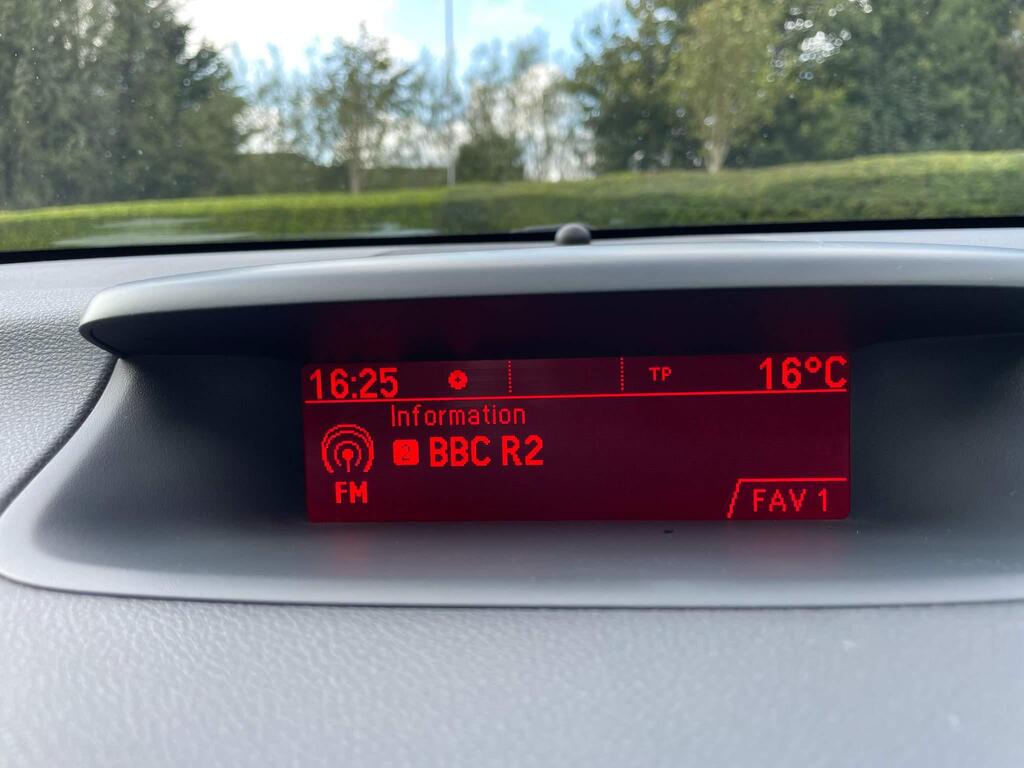 16:25 TP 16°C
Information
2 BBC R2
FM
FAV 1